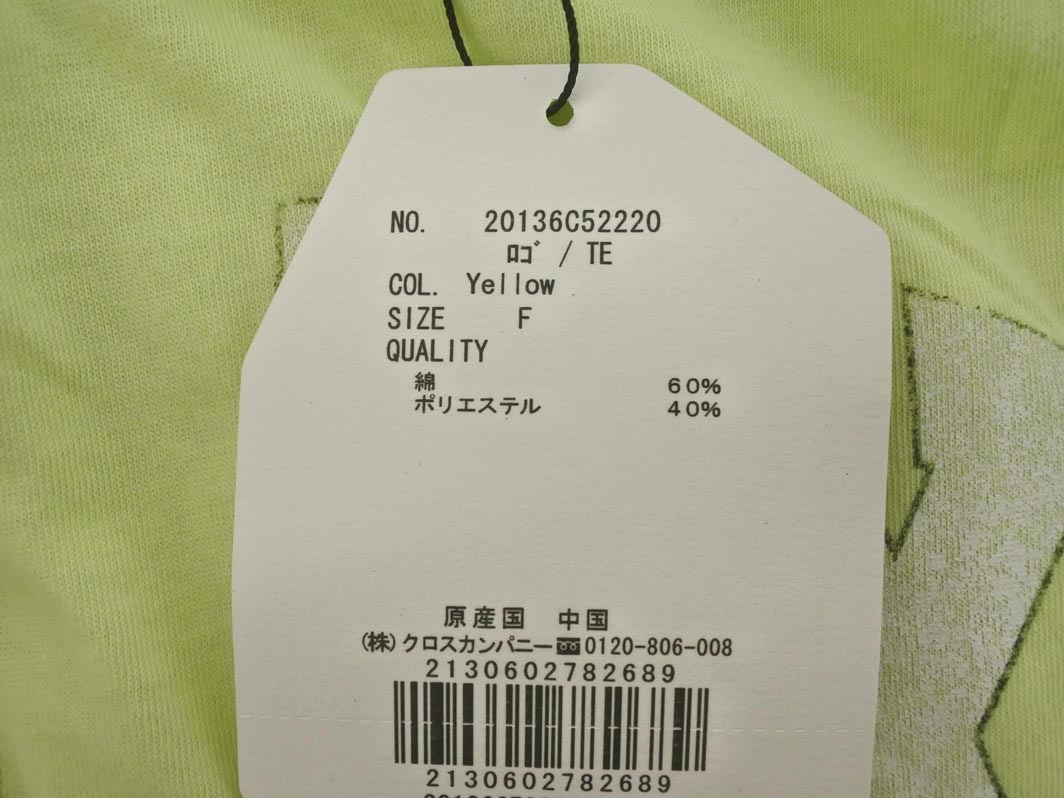 NO. 20136C52220
ﾛｺﾞ / TE
COL. Yellow
SIZE F
QUALITY
綿 60%
ポリエステル 40%
原産国 中国
(株)クロスカンパニー 0120-806-008
2130602782689
2130602782689